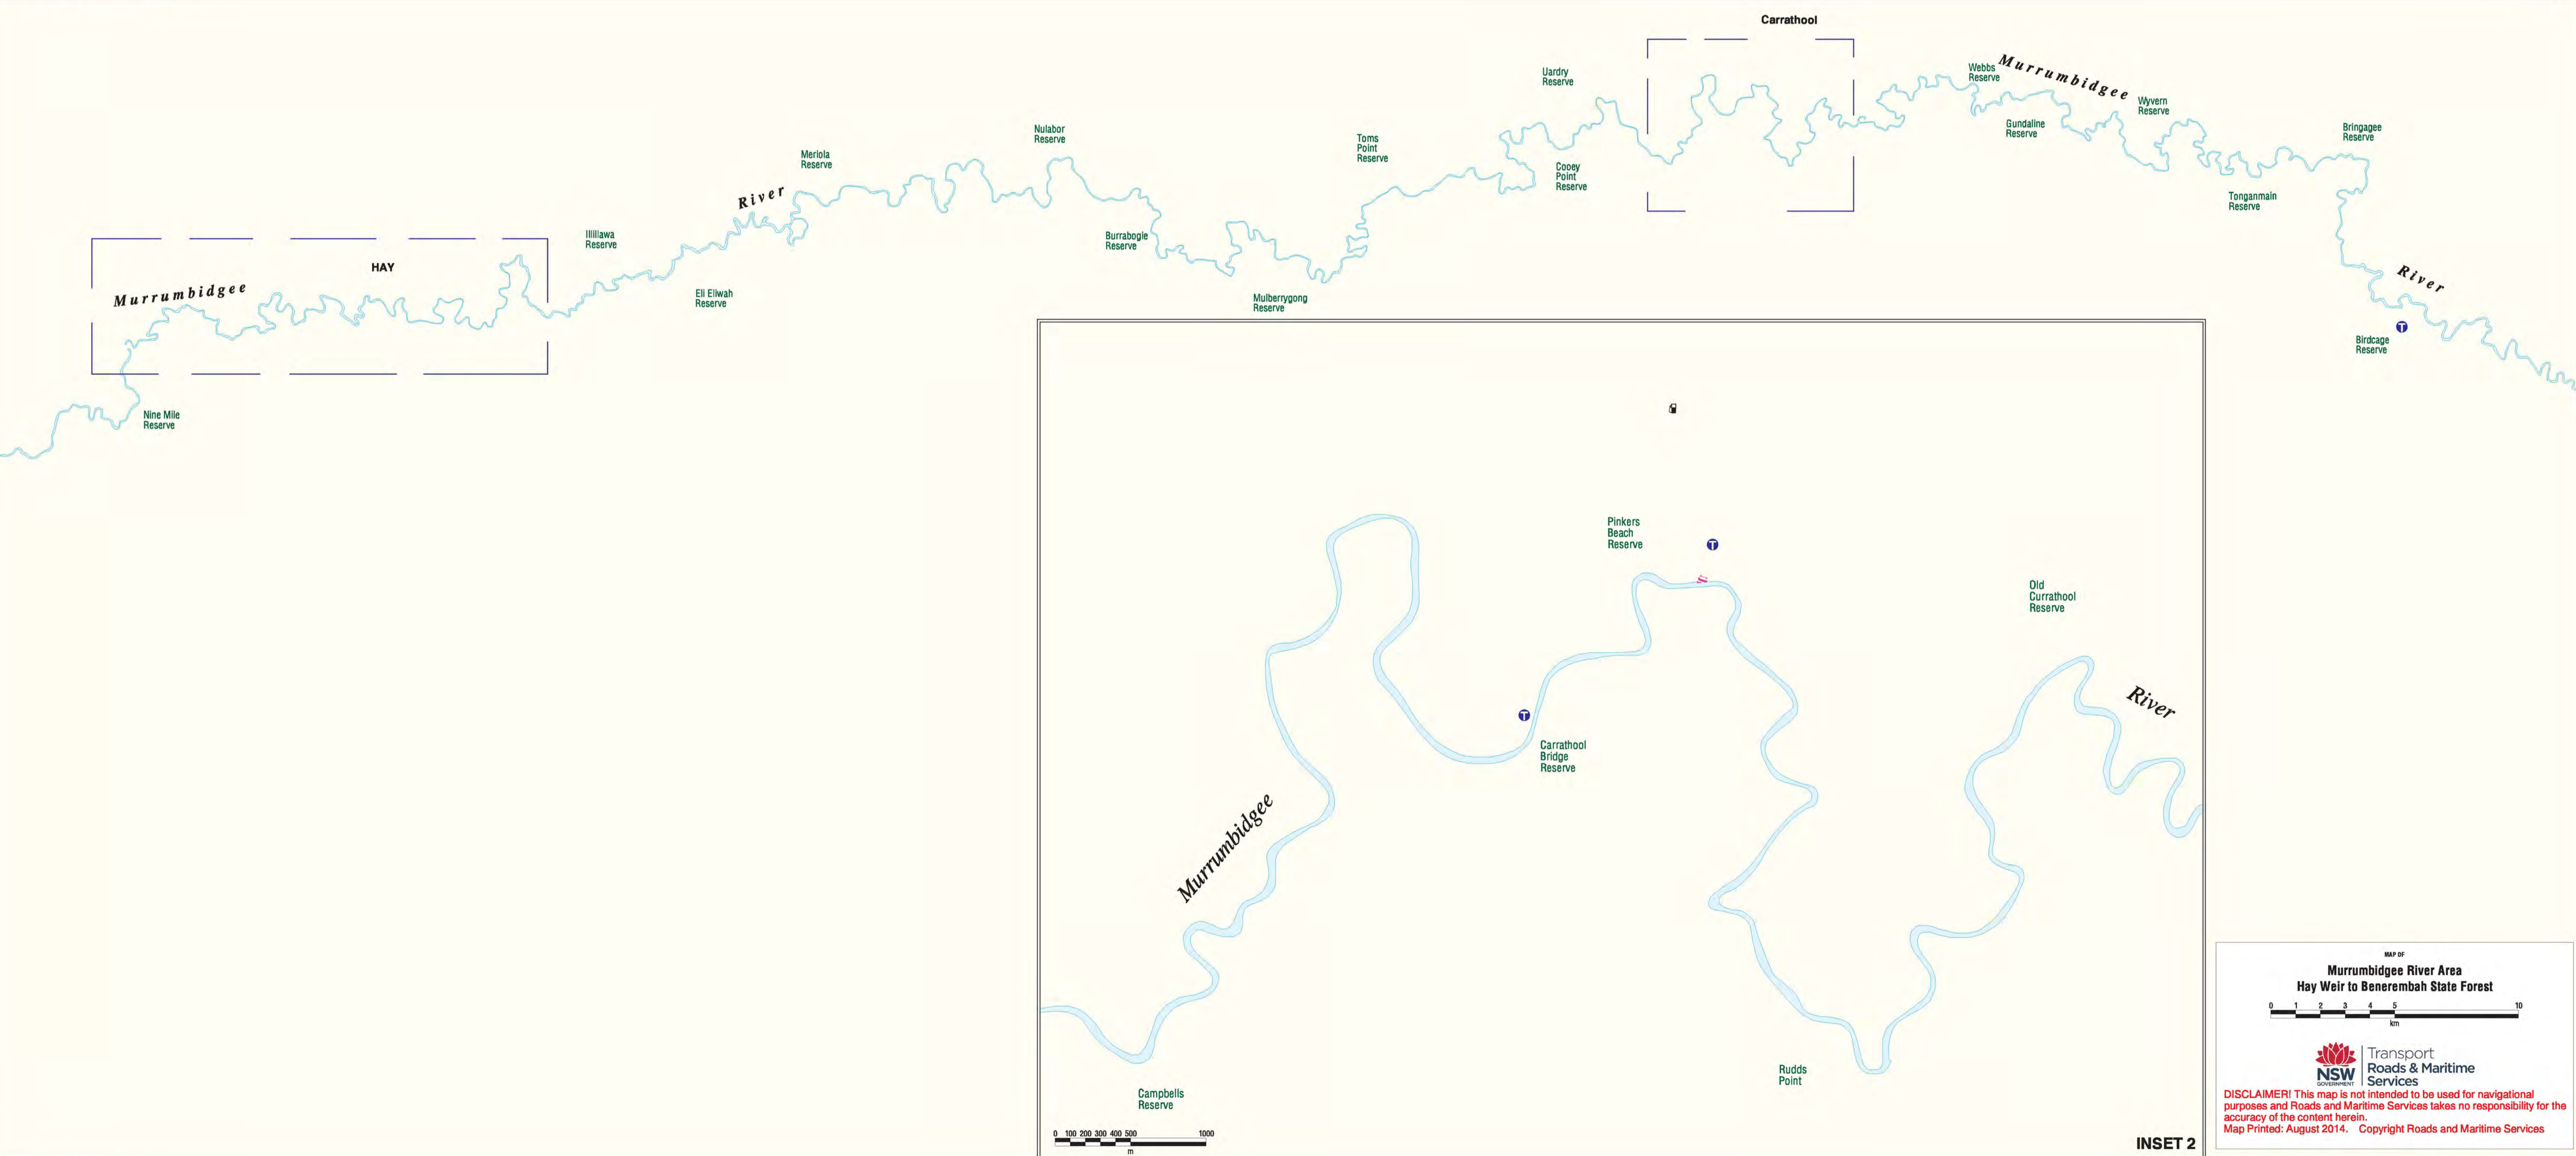 Carrathool
Uardry
Reserve
Webbs
Reserve
Murrumbidgee
Wyvern
Reserve
Gundaline
Reserve
Bringagee
Reserve
Nulabor
Reserve
Toms
Point
Reserve
Meriola
Reserve
Cooey
Point
Reserve
River
Tonganmain
Reserve
Illiliawa
Reserve
Burrabogie
Reserve
HAY
Murrumbidgee
Eli Eliwah
Reserve
Mulberrygong
Reserve
River
T
Birdcage
Reserve
Nine Mile
Reserve
Pinkers
Beach
Reserve
T
Old
Currathool
Reserve
River
T
Carrathool
Bridge
Reserve
Murrumbidgee
Rudds
Point
Campbells
Reserve
0 100 200 300 400 500 1000
m
INSET 2
MAP OF
Murrumbidgee River Area
Hay Weir to Benerembah State Forest
0 1 2 3 4 5 10
km
NSW
GOVERNMENT
Transport
Roads & Maritime
Services
DISCLAIMER! This map is not intended to be used for navigational
purposes and Roads and Maritime Services takes no responsibility for the
accuracy of the content herein.
Map Printed: August 2014. Copyright Roads and Maritime Services